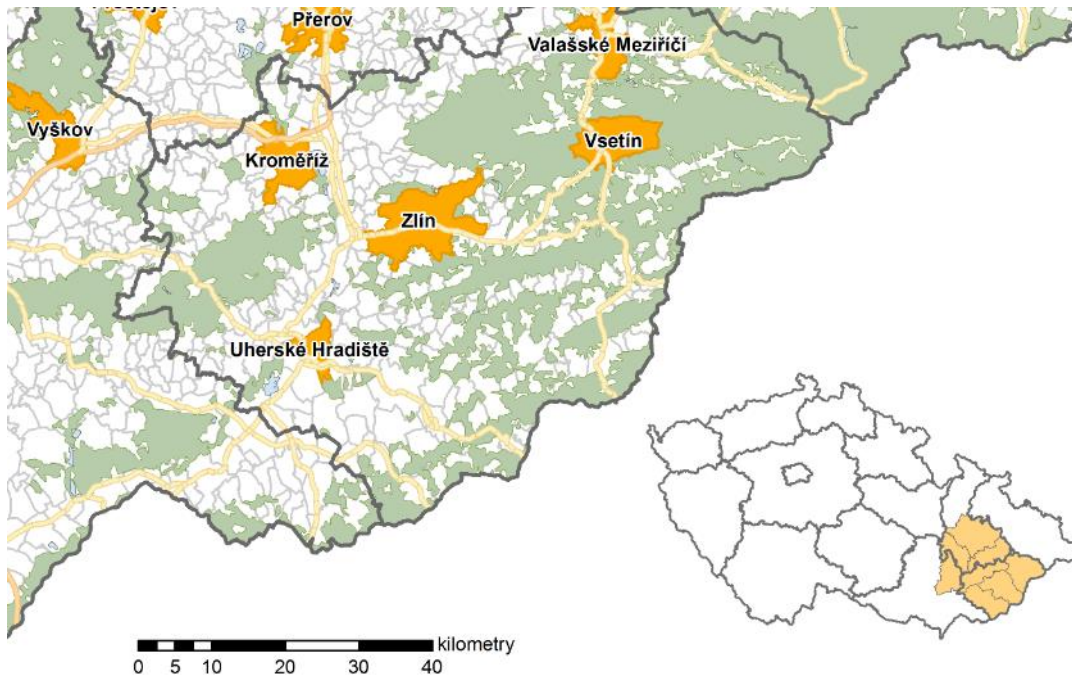 Přerov
Valašské Meziříčí
Vyškov
Vsetín
Kroměříž
Zlín
Uherské Hradiště
kilometry
0 5 10 20 30 40